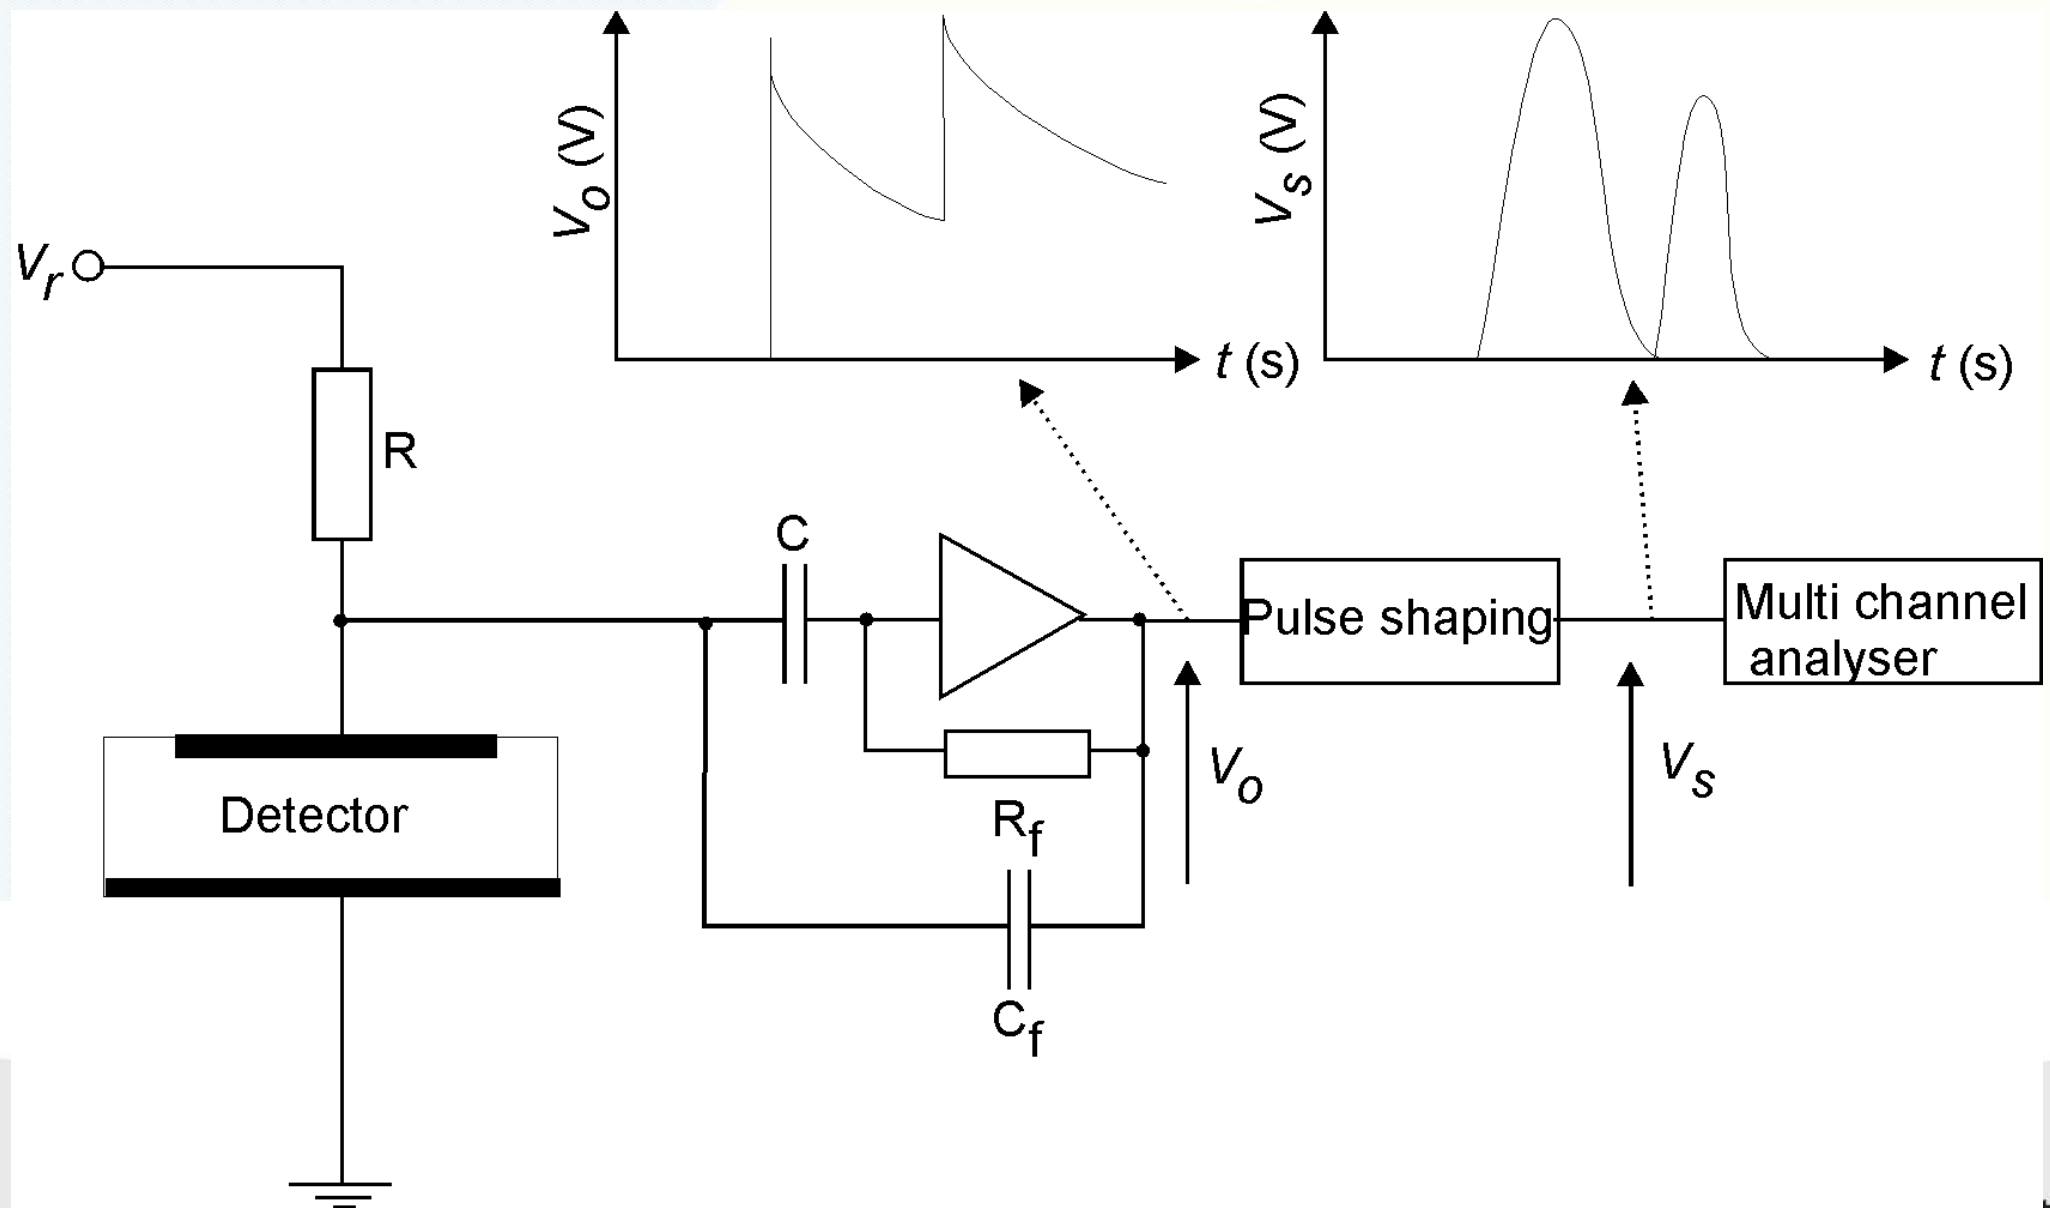 Vo (V)
t (s)
Vs (V)
t (s)
Vr
R
C
Pulse shaping
Multi channel
analyser
Detector
Rf
Vo
Vs
Cf